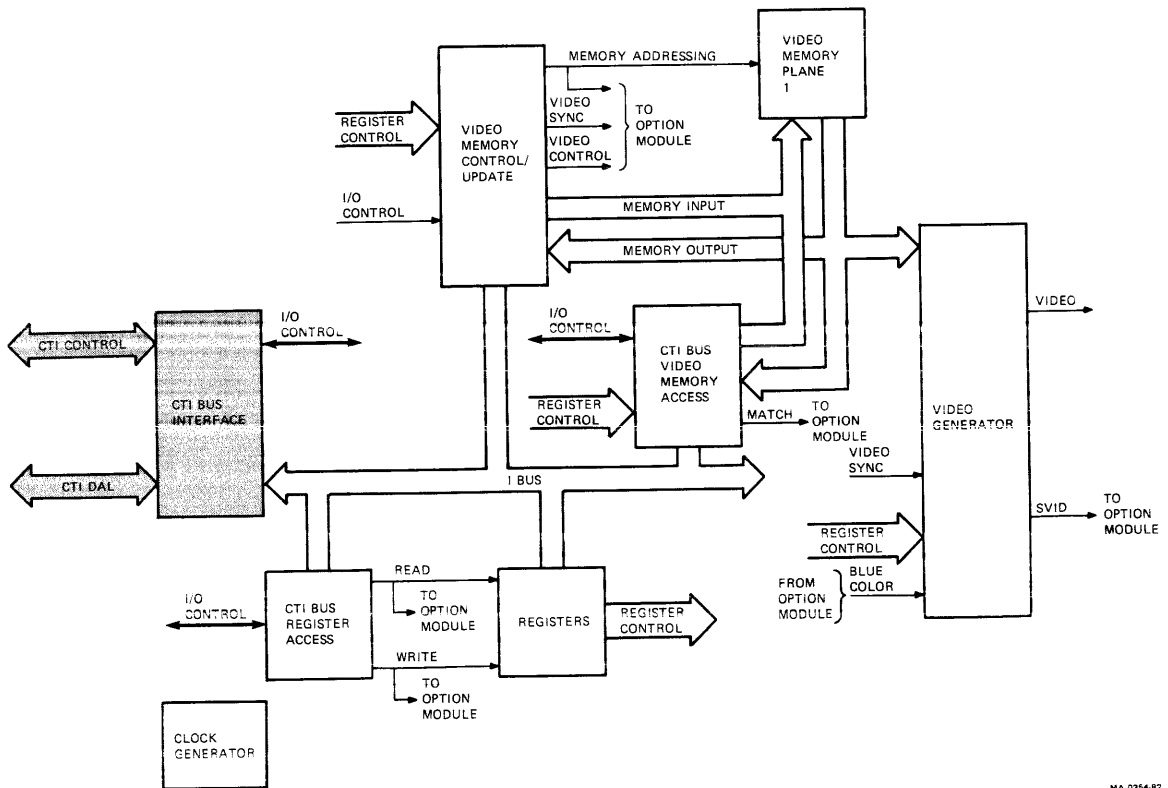 MEMORY ADDRESSING
VIDEO
MEMORY
PLANE
1
REGISTER
CONTROL
VIDEO
MEMORY
CONTROL/
UPDATE
VIDEO
SYNC
VIDEO
CONTROL
TO
OPTION
MODULE
I/O
CONTROL
MEMORY INPUT
MEMORY OUTPUT
CTI CONTROL
CTI BUS
INTERFACE
I/O
CONTROL
I/O
CONTROL
CTI BUS
VIDEO
MEMORY
ACCESS
REGISTER
CONTROL
MATCH
TO
OPTION
MODULE
VIDEO
GENERATOR
VIDEO
CTI DAL
I BUS
VIDEO
SYNC
SVID
TO
OPTION
MODULE
REGISTER
CONTROL
FROM
OPTION
MODULE
BLUE
COLOR
I/O
CONTROL
CTI BUS
REGISTER
ACCESS
READ
TO
OPTION
MODULE
WRITE
TO
OPTION
MODULE
REGISTERS
REGISTER
CONTROL
CLOCK
GENERATOR
MA-0254-82